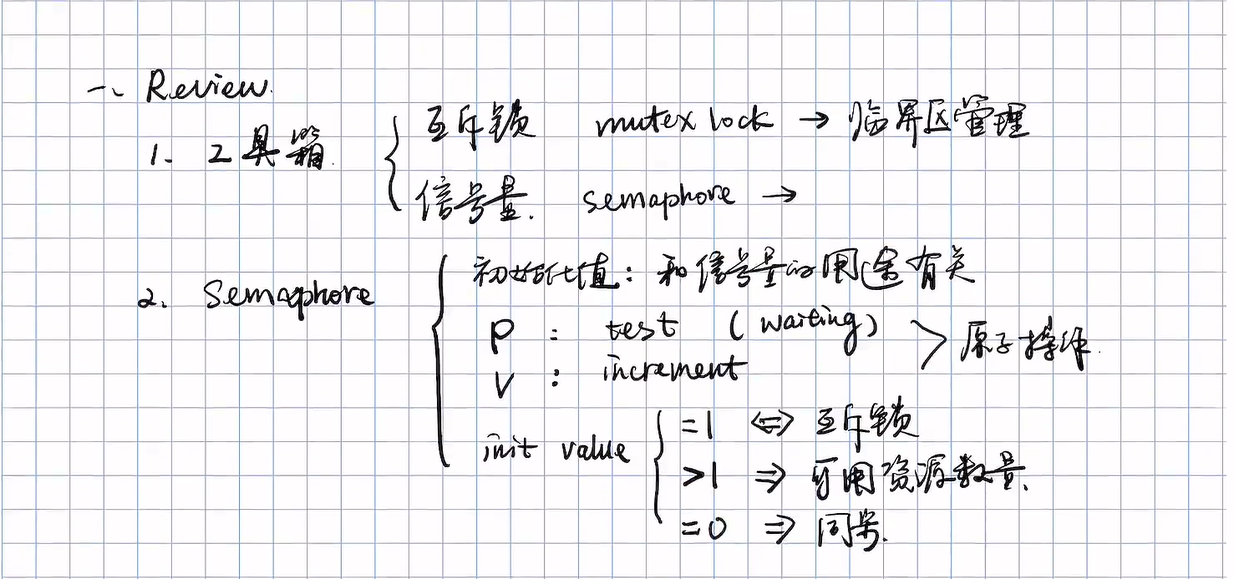 一、Review.
1. 工具箱. { 互斥锁 mutex lock → 临界区管理
信号量. semaphore →
2. Semaphore { 初始化值：和信号量的用途有关
P : test (waiting) > 原子操作.
V : increment
init value { =1 ⇔ 互斥锁
>1 ⇒ 可用资源数量.
=0 ⇒ 同步.